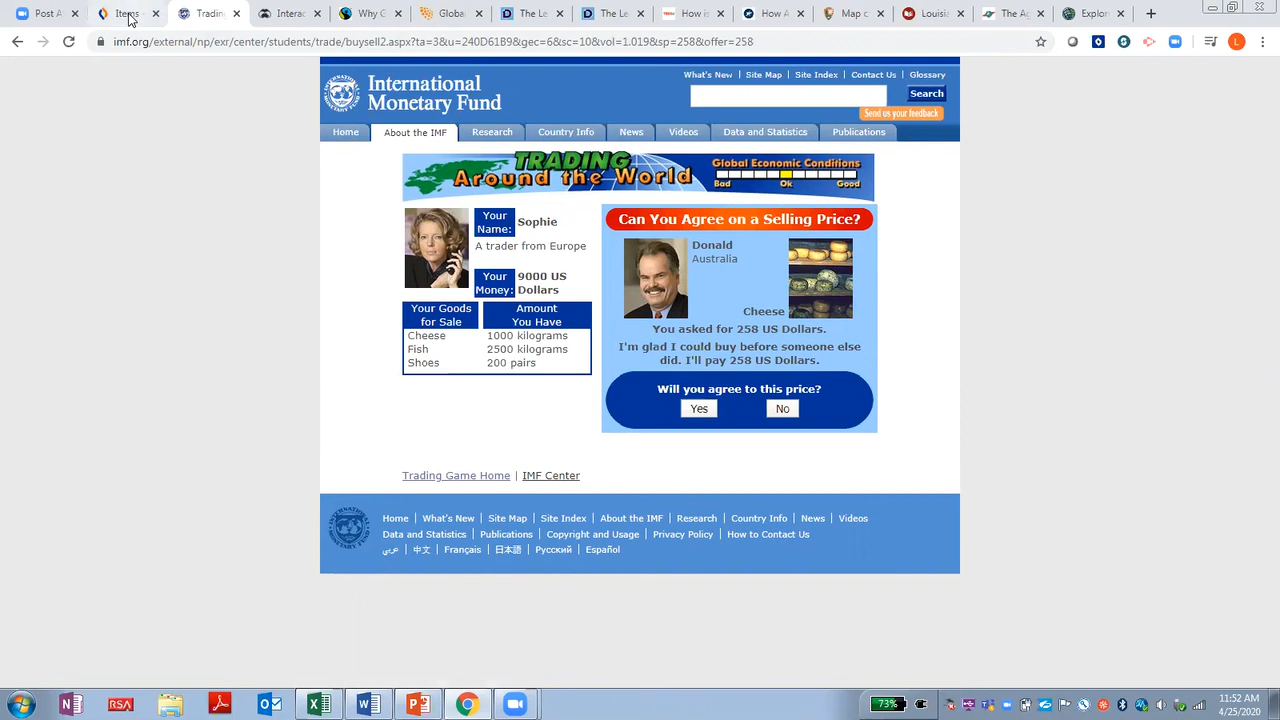 Post A
Items
Tradin
Interac
Why G
Global
The L
The Le
How is
How A
Map c
Louisi
The Ag
Explor
imf.org/external/np/exr/center/students/trade/buysell2.aspx?ta=3&u=240D61B9&gec=6&sc=10&vol=1.019&sp=258&offer=258
L
International
Monetary Fund
What's New | Site Map | Site Index | Contact Us | Glossary
Search
Send us your feedback
Home
About the IMF
Research
Country Info
News
Videos
Data and Statistics
Publications
TRADING
Around the World
Global Economic Conditions
Bad Ok Good
Your Name: Sophie
A trader from Europe
Your Money: 9000 US Dollars
Your Goods for Sale
Amount You Have
Cheese 1000 kilograms
Fish 2500 kilograms
Shoes 200 pairs
Can You Agree on a Selling Price?
Donald
Australia
Cheese
You asked for 258 US Dollars.
I'm glad I could buy before someone else
did. I'll pay 258 US Dollars.
Will you agree to this price?
Yes No
Trading Game Home | IMF Center
Home | What's New | Site Map | Site Index | About the IMF | Research | Country Info | News | Videos
Data and Statistics | Publications | Copyright and Usage | Privacy Policy | How to Contact Us
عربي | 中文 | Français | 日本語 | Русский | Español
N
RSA
X
W
P
73%
11:52 AM
4/25/2020